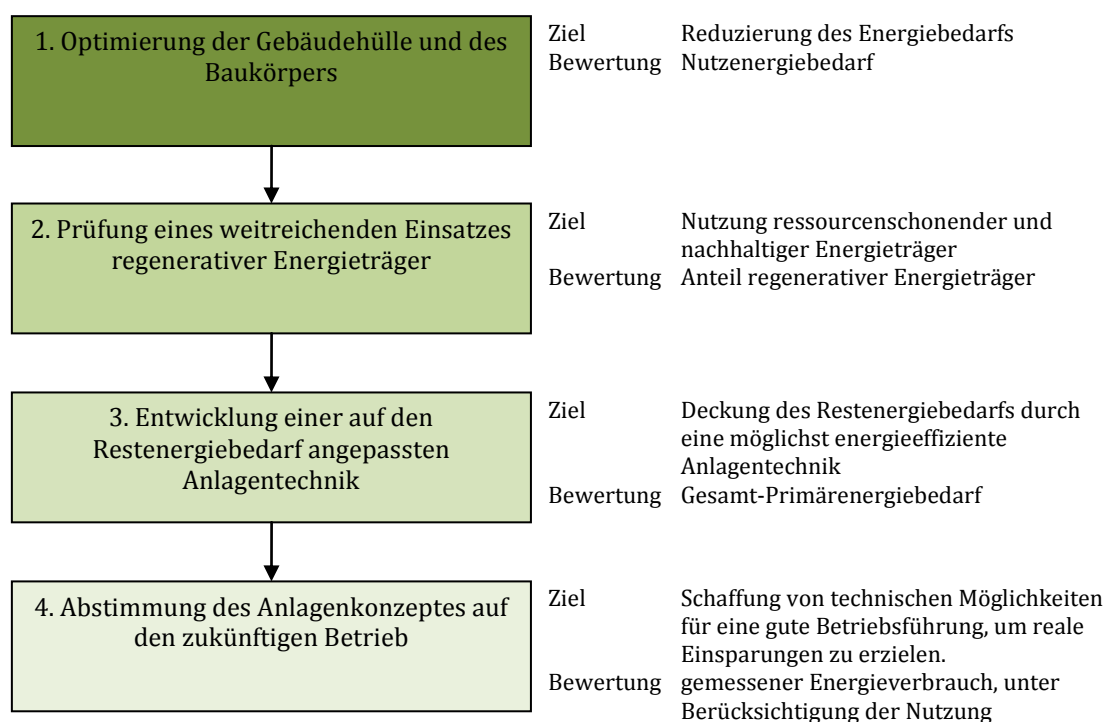 1. Optimierung der Gebäudehülle und des
Baukörpers
Ziel Reduzierung des Energiebedarfs
Bewertung Nutzenergiebedarf
2. Prüfung eines weitreichenden Einsatzes
regenerativer Energieträger
Ziel Nutzung ressourcenschonender und
nachhaltiger Energieträger
Bewertung Anteil regenerativer Energieträger
3. Entwicklung einer auf den
Restenergiebedarf angepassten
Anlagentechnik
Ziel Deckung des Restenergiebedarfs durch
eine möglichst energieeffiziente
Anlagentechnik
Bewertung Gesamt-Primärenergiebedarf
4. Abstimmung des Anlagenkonzeptes auf
den zukünftigen Betrieb
Ziel Schaffung von technischen Möglichkeiten
für eine gute Betriebsführung, um reale
Einsparungen zu erzielen.
Bewertung gemessener Energieverbrauch, unter
Berücksichtigung der Nutzung